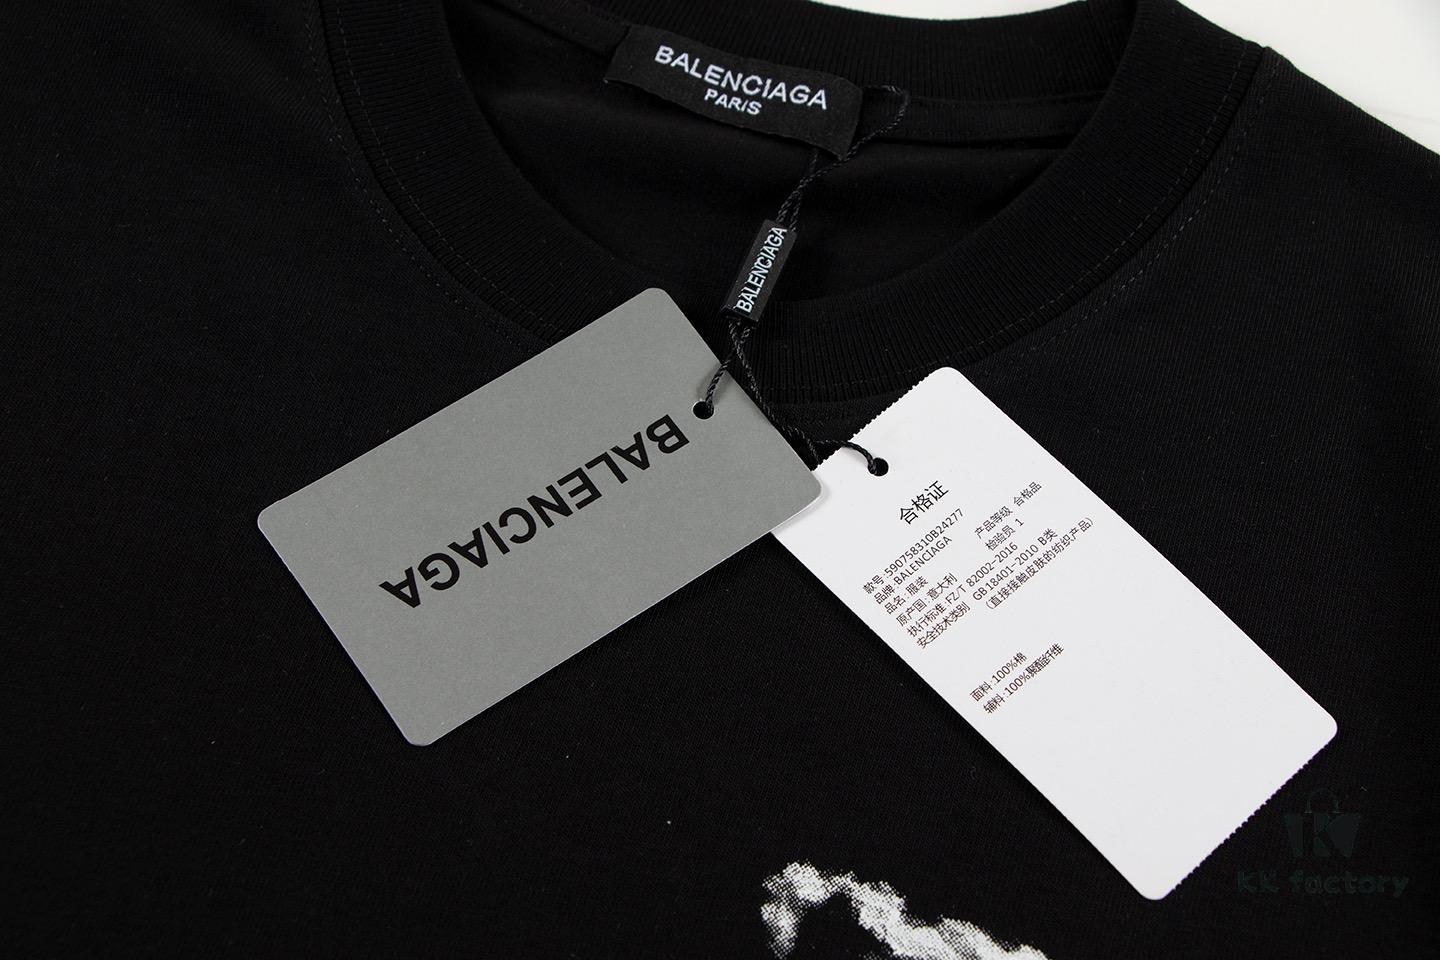 BALENCIAGA
PARIS
BALENCIAGA
BALENCIAGA
合格证
款号:590758310B24277
品牌:BALENCIAGA 产品等级 合格品
品名:服装 检验员 1
原产国:意大利
执行标准:FZ/T 82002-2016
安全技术类别 GB18401-2010 B类
(直接接触皮肤的纺织产品)
面料:100%棉
辅料:100%聚酯纤维
KK factory